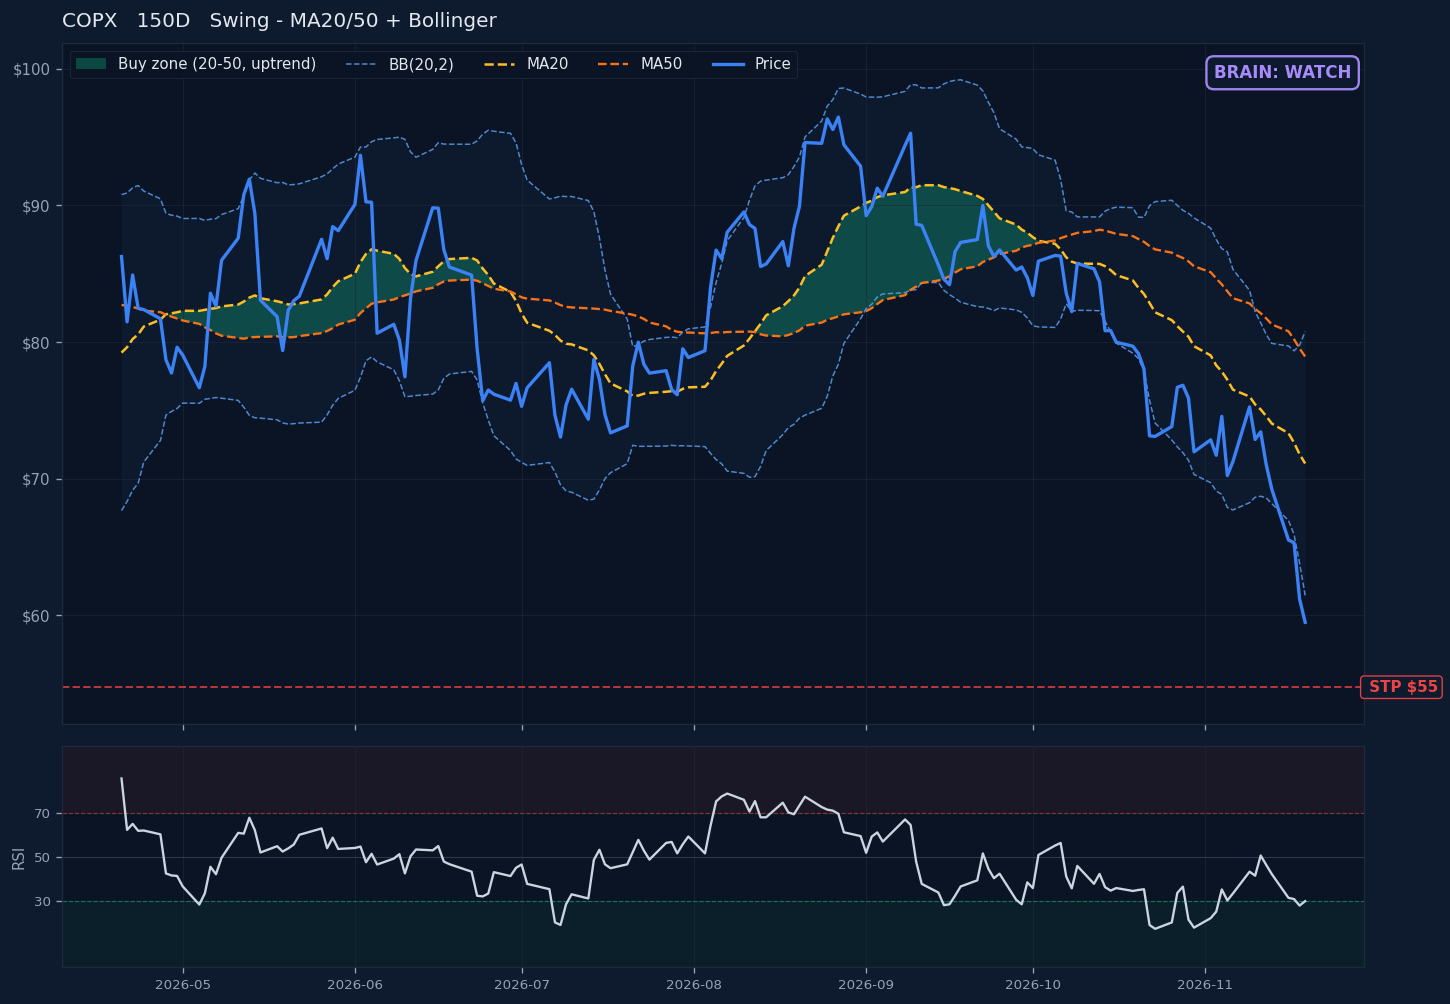 COPX   150D   Swing - MA20/50 + Bollinger
Buy zone (20-50, uptrend)   BB(20,2)   MA20   MA50   Price
BRAIN: WATCH
$100
$90
$80
$70
$60
STP $55
RSI
70
50
30
2026-05   2026-06   2026-07   2026-08   2026-09   2026-10   2026-11